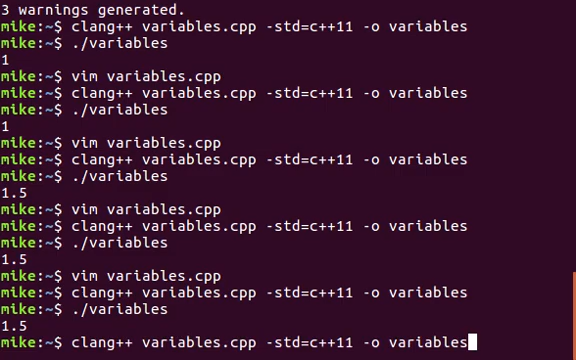 3 warnings generated.
mike:~$ clang++ variables.cpp -std=c++11 -o variables
mike:~$ ./variables
1
mike:~$ vim variables.cpp
mike:~$ clang++ variables.cpp -std=c++11 -o variables
mike:~$ ./variables
1
mike:~$ vim variables.cpp
mike:~$ clang++ variables.cpp -std=c++11 -o variables
mike:~$ ./variables
1.5
mike:~$ vim variables.cpp
mike:~$ clang++ variables.cpp -std=c++11 -o variables
mike:~$ ./variables
1.5
mike:~$ vim variables.cpp
mike:~$ clang++ variables.cpp -std=c++11 -o variables
mike:~$ ./variables
1.5
mike:~$ clang++ variables.cpp -std=c++11 -o variables